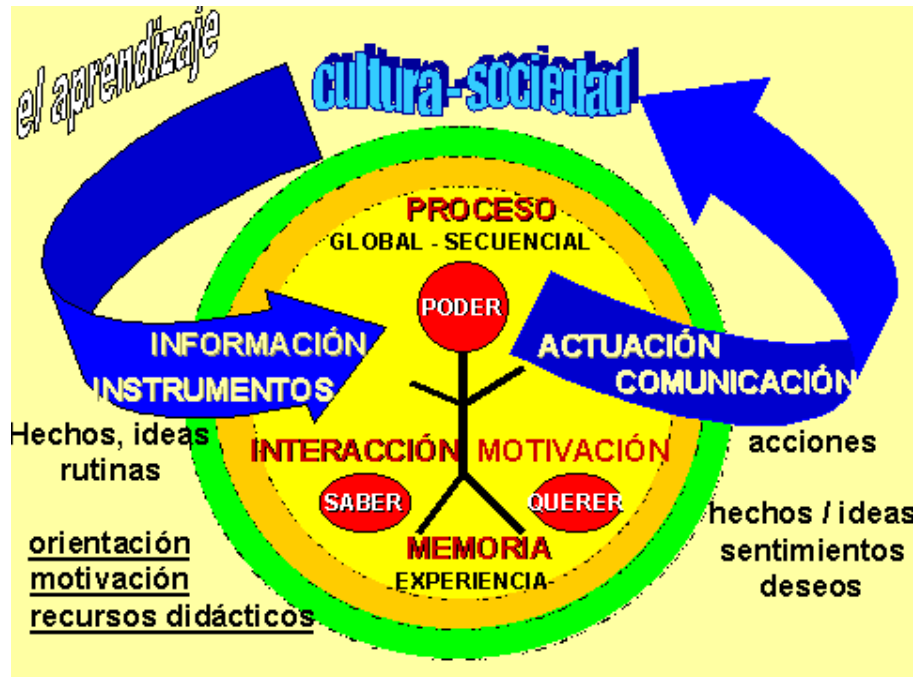 el aprendizaje
cultura - sociedad
PROCESO
GLOBAL - SECUENCIAL
PODER
INFORMACIÓN
INSTRUMENTOS
ACTUACIÓN
COMUNICACIÓN
Hechos, ideas
rutinas
INTERACCIÓN
MOTIVACIÓN
SABER
QUERER
MEMORIA
EXPERIENCIA
acciones
hechos / ideas
sentimientos
deseos
orientación
motivación
recursos didácticos